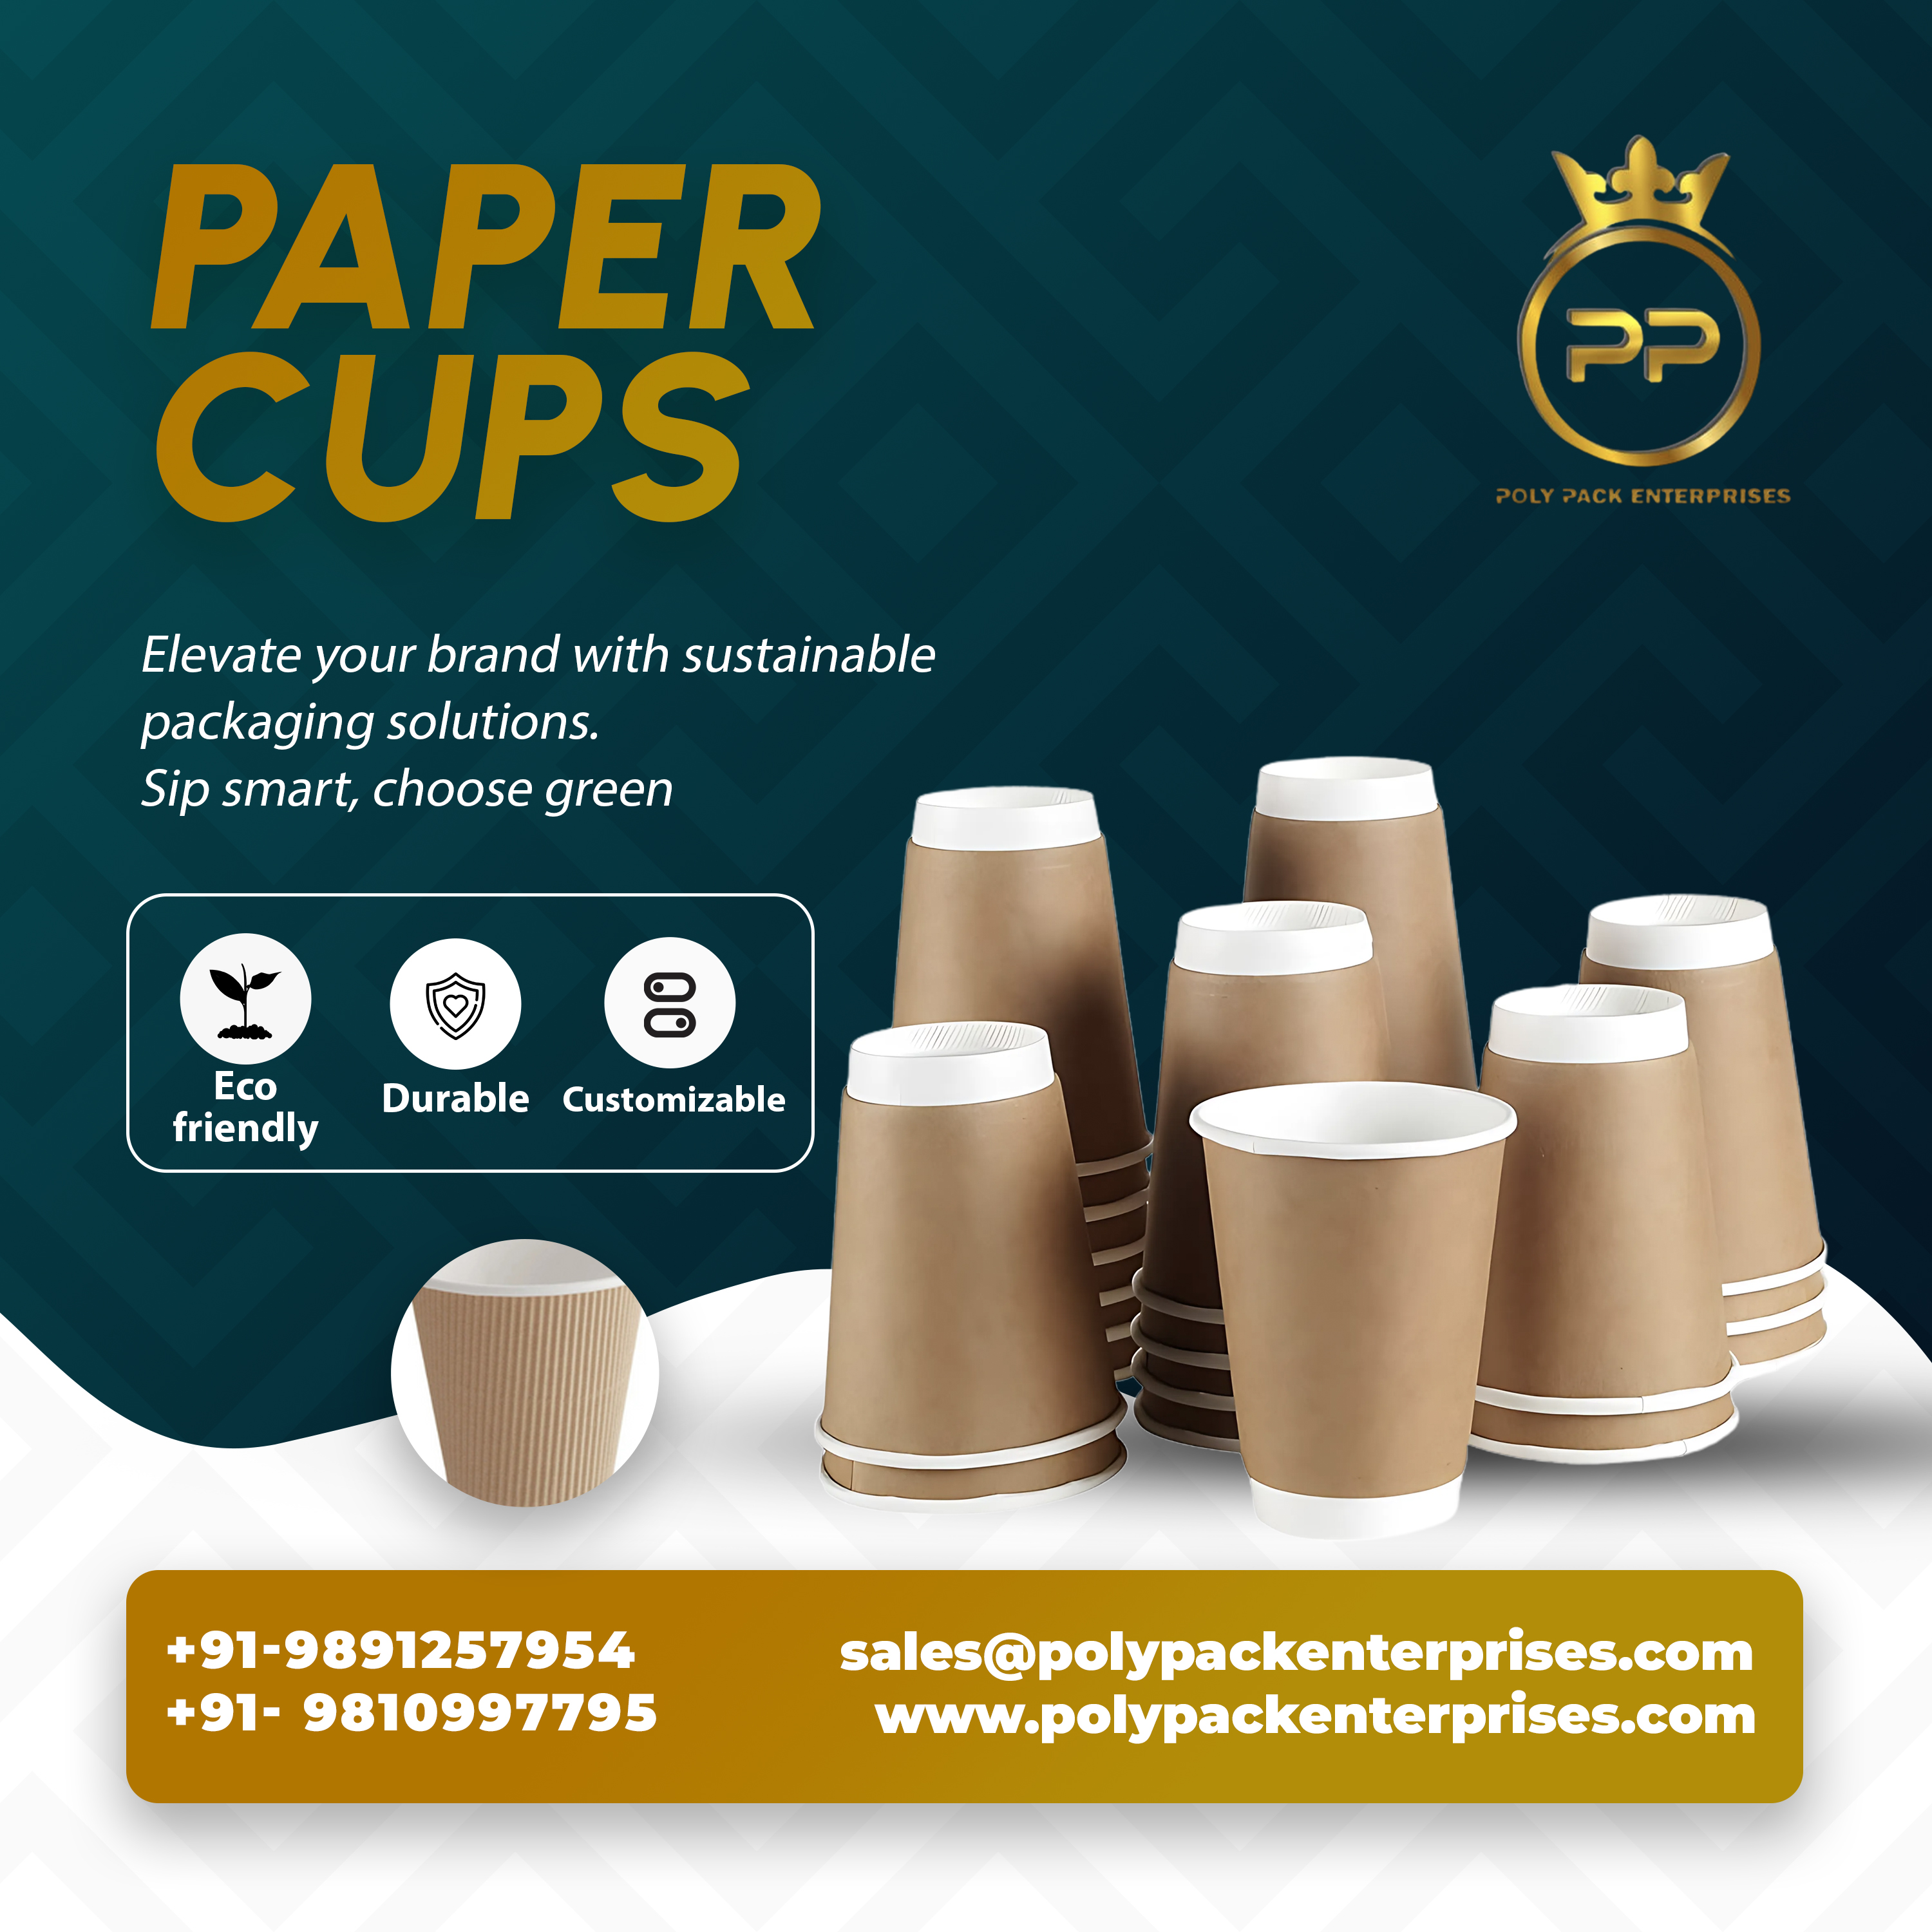 PAPER
CUPS
PP
POLY PACK ENTERPRISES
Elevate your brand with sustainable
packaging solutions.
Sip smart, choose green
Eco
friendly
Durable
Customizable
+91-9891257954
+91- 9810997795
sales@polypackenterprises.com
www.polypackenterprises.com